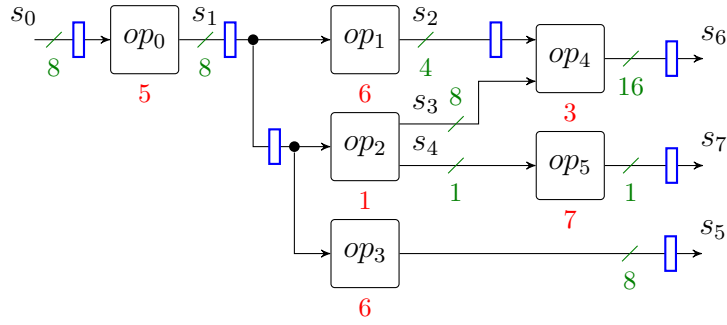 s₀ s₁ s₂ s₆
8 op₀ 8 op₁ 4 op₄ 16
5 6 s₃ 8 3
s₄ s₇
op₂ 1 op₅ 1
1 7 s₅
op₃ 8
6